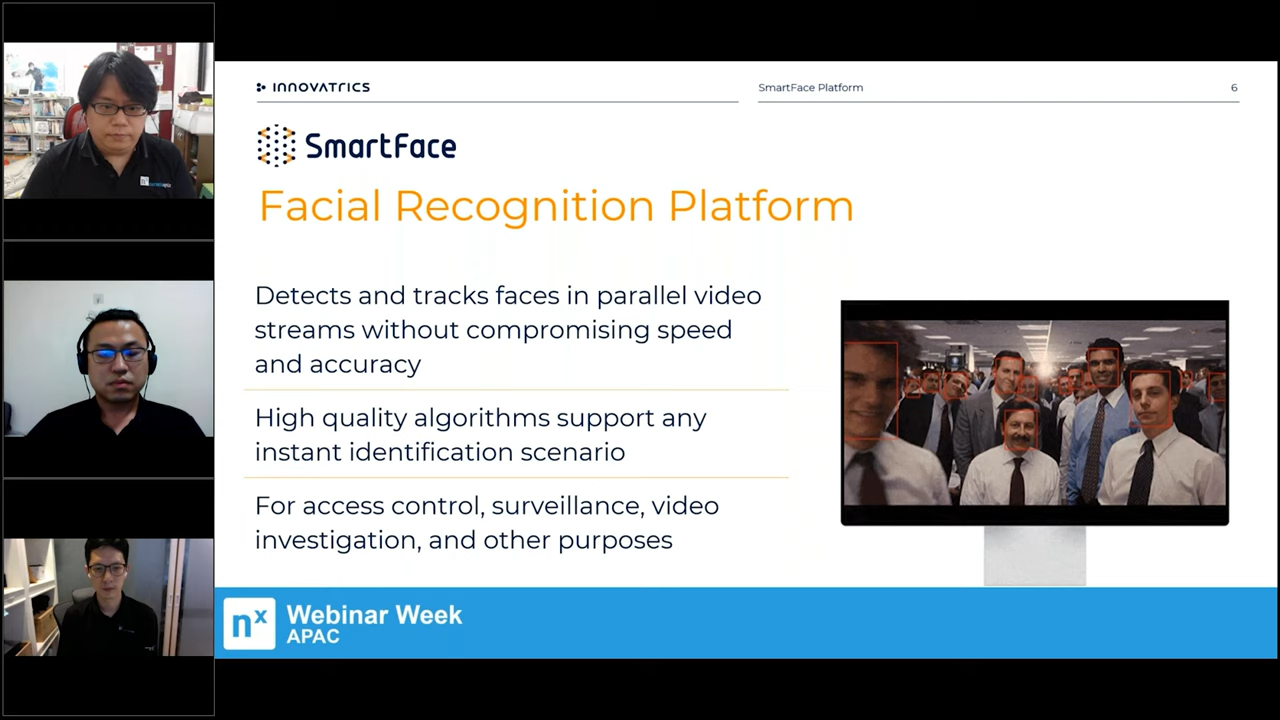 INNOVATRICS
SmartFace Platform
6
SmartFace
Facial Recognition Platform
Detects and tracks faces in parallel video
streams without compromising speed
and accuracy
High quality algorithms support any
instant identification scenario
For access control, surveillance, video
investigation, and other purposes
nx
Webinar Week
APAC